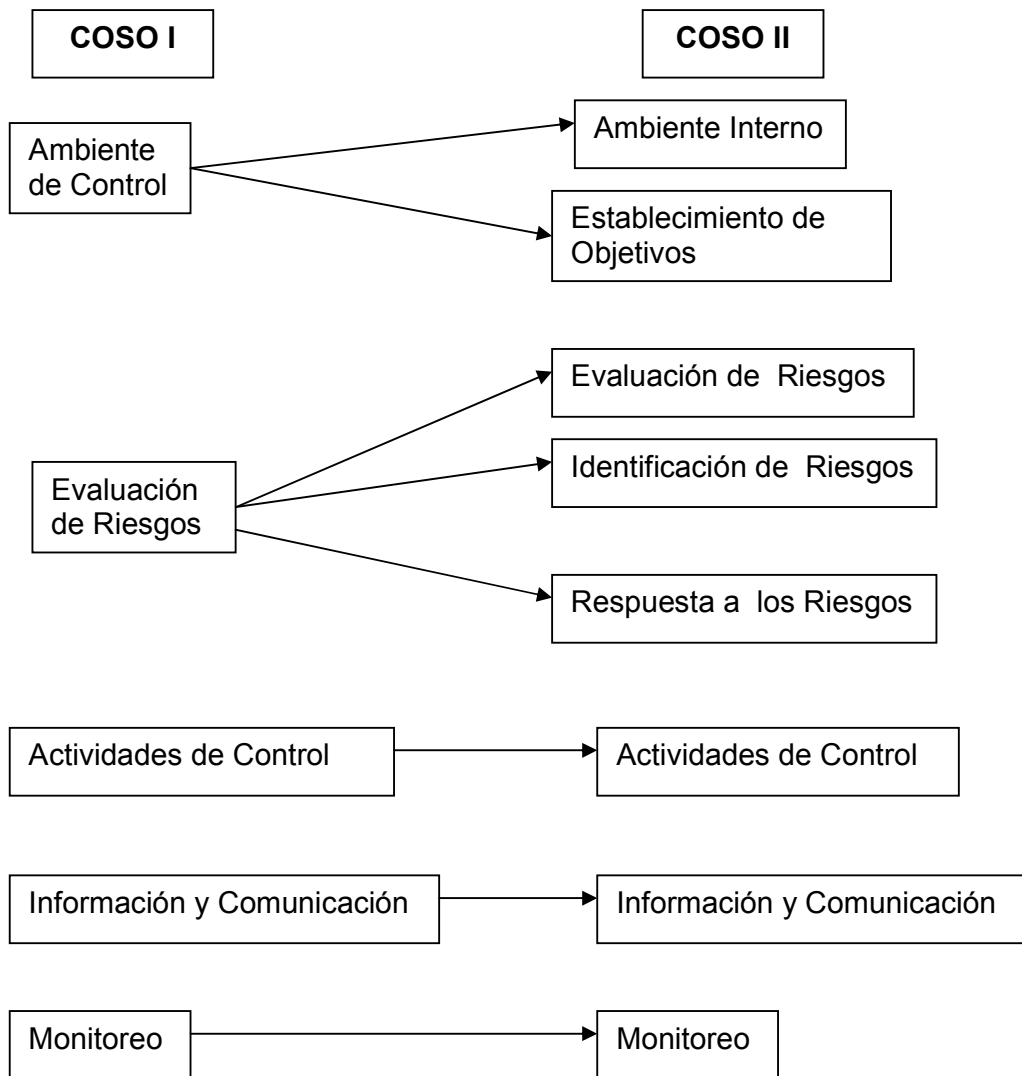 COSO I
COSO II
Ambiente
de Control
Ambiente Interno
Establecimiento de
Objetivos
Evaluación
de Riesgos
Evaluación de Riesgos
Identificación de Riesgos
Respuesta a los Riesgos
Actividades de Control
Actividades de Control
Información y Comunicación
Información y Comunicación
Monitoreo
Monitoreo